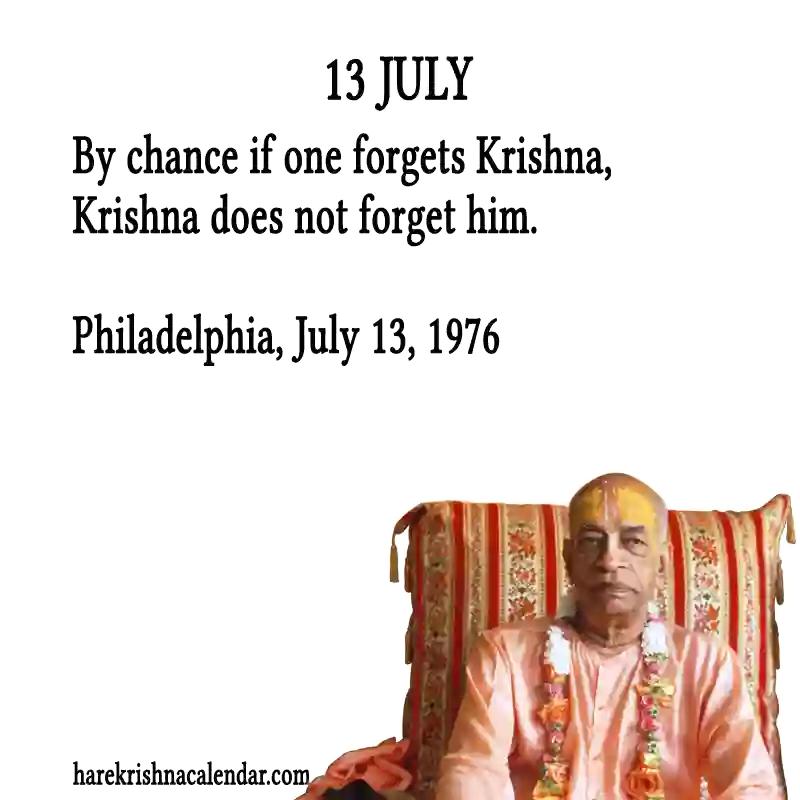 13 JULY
By chance if one forgets Krishna,
Krishna does not forget him.
Philadelphia, July 13, 1976
harekrishnacalendar.com